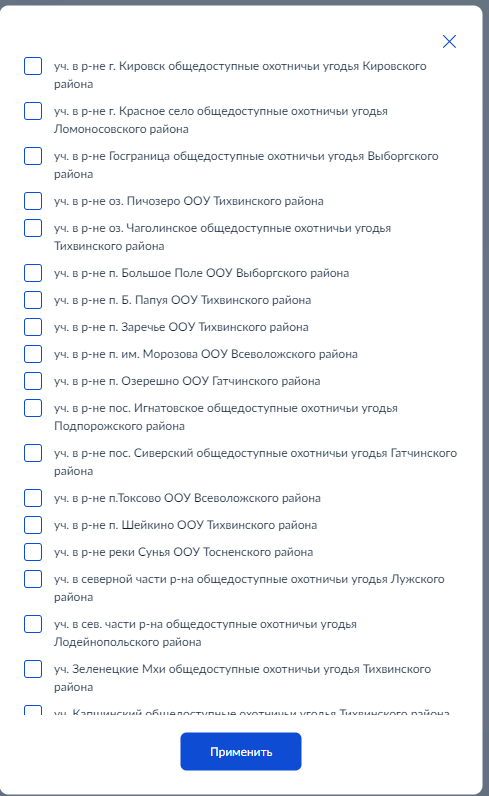 уч. в р-не г. Кировск общедоступные охотничьи угодья Кировского
района
уч. в р-не г. Красное село общедоступные охотничьи угодья
Ломоносовского района
уч. в р-не Госграница общедоступные охотничьи угодья Выборгского
района
уч. в р-не оз. Пичозеро ООУ Тихвинского района
уч. в р-не оз. Чаголинское общедоступные охотничьи угодья
Тихвинского района
уч. в р-не п. Большое Поле ООУ Выборгского района
уч. в р-не п. Б. Папуя ООУ Тихвинского района
уч. в р-не п. Заречье ООУ Тихвинского района
уч. в р-не п. им. Морозова ООУ Всеволожского района
уч. в р-не п. Озерешно ООУ Гатчинского района
уч. в р-не пос. Игнатовское общедоступные охотничьи угодья
Подпорожского района
уч. в р-не пос. Сиверский общедоступные охотничьи угодья Гатчинского
района
уч. в р-не п.Токсово ООУ Всеволожского района
уч. в р-не п. Шейкино ООУ Тихвинского района
уч. в р-не реки Сунья ООУ Тосненского района
уч. в северной части р-на общедоступные охотничьи угодья Лужского
района
уч. в сев. части р-на общедоступные охотничьи угодья
Лодейнопольского района
уч. Зеленецкие Мхи общедоступные охотничьи угодья Тихвинского
района
уч. Капшинский общедоступные охотничьи угодья Тихвинского района
Применить